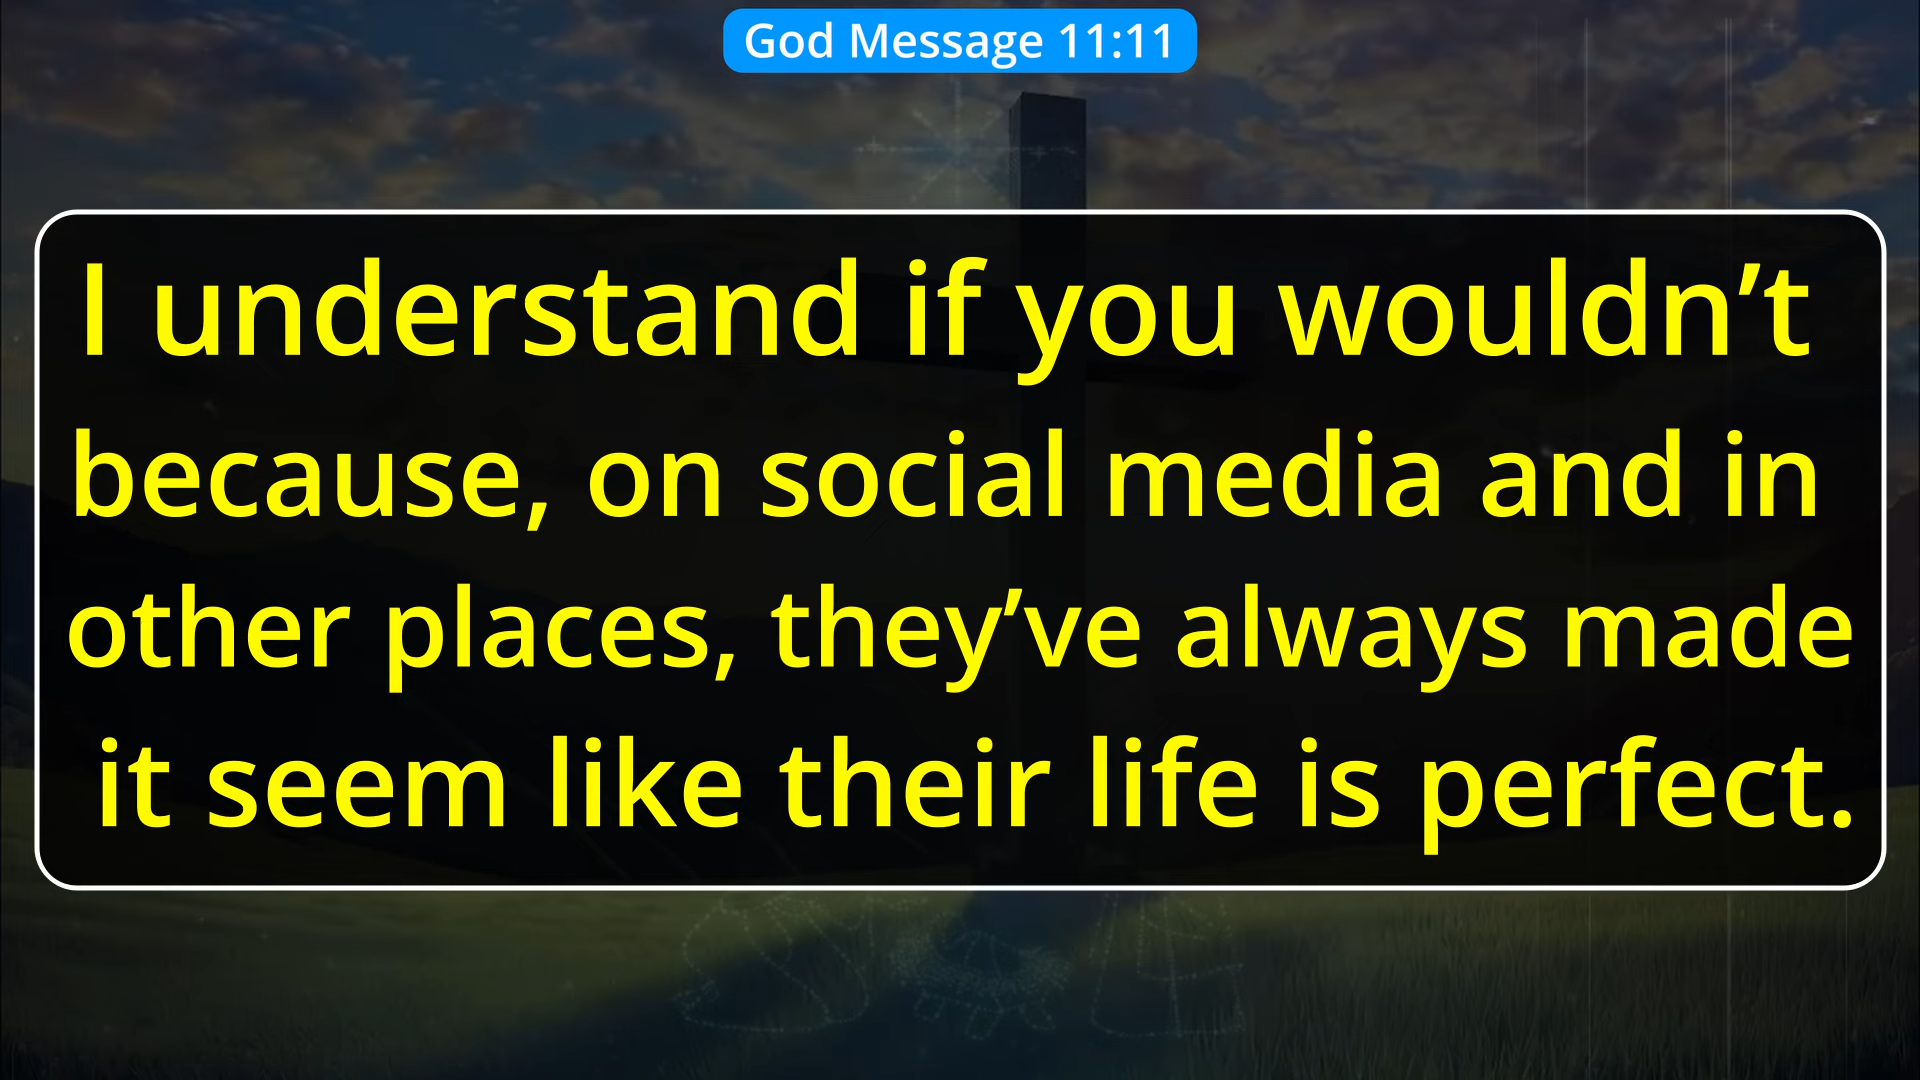 God Message 11:11
I understand if you wouldn’t
because, on social media and in
other places, they’ve always made
it seem like their life is perfect.